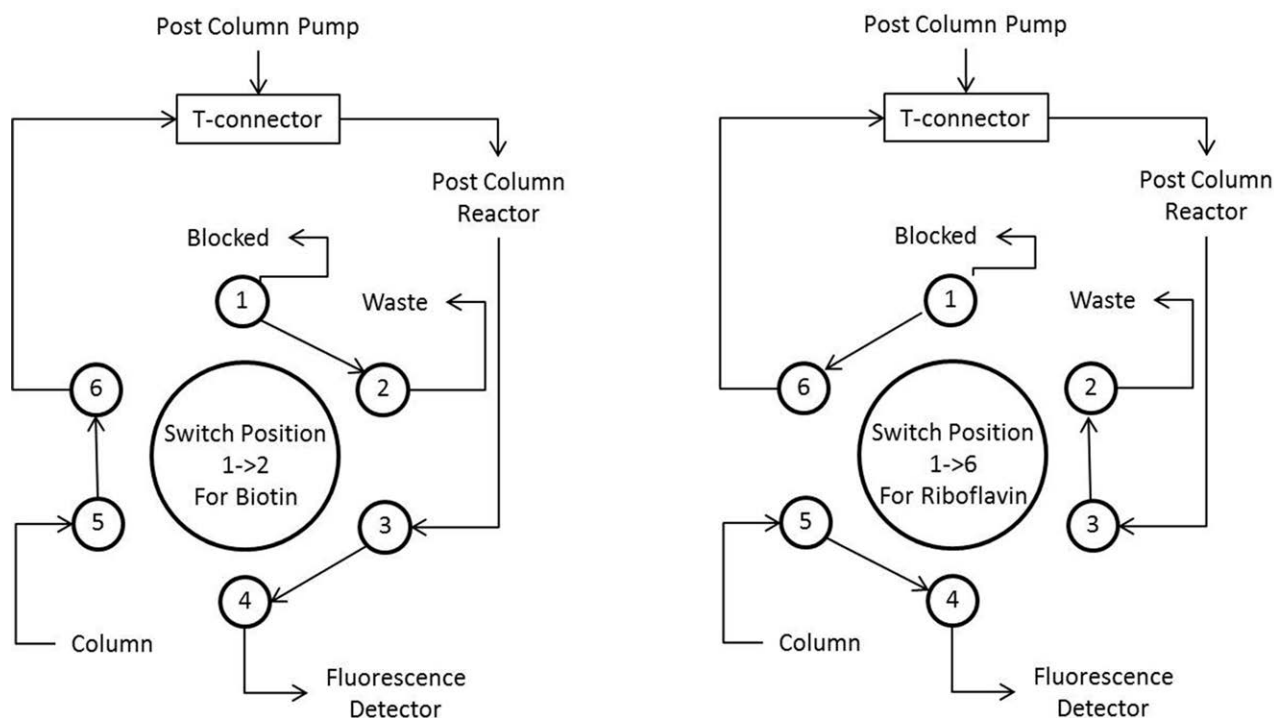 Post Column Pump
T-connector
Post Column
Reactor
Blocked
1
Waste
2
6
Switch Position
1->2
For Biotin
5
3
4
Column
Fluorescence
Detector
Post Column Pump
T-connector
Post Column
Reactor
Blocked
1
Waste
2
6
Switch Position
1->6
For Riboflavin
5
3
4
Column
Fluorescence
Detector